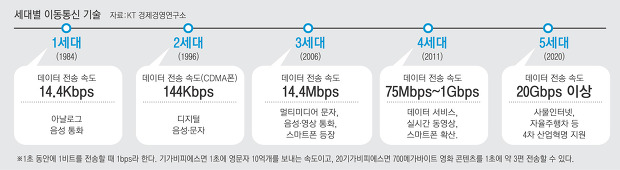 세대별 이동통신 기술 자료:KT 경제경영연구소
1세대
(1984)
데이터 전송 속도
14.4Kbps
아날로그
음성 통화
2세대
(1996)
데이터 전송 속도(CDMA폰)
144Kbps
디지털
음성·문자
3세대
(2006)
데이터 전송 속도
14.4Mbps
멀티미디어 문자,
음성·영상 통화,
스마트폰 등장
4세대
(2011)
데이터 전송 속도
75Mbps~1Gbps
데이터 서비스,
실시간 동영상,
스마트폰 확산.
5세대
(2020)
데이터 전송 속도
20Gbps 이상
사물인터넷,
자율주행차 등
4차 산업혁명 지원
※1초 동안에 1비트를 전송할 때 1bps라 한다. 기가비피에스면 1초에 영문자 10억개를 보내는 속도이고, 20기가비피에스면 700메가바이트 영화 콘텐츠를 1초에 약 3편 전송할 수 있다.